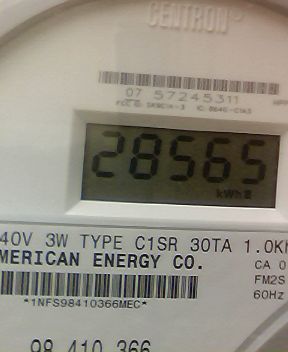 CENTRON
07 57245311
28565
kWh
40V 3W TYPE C1SR 30TA 1.0Kh
MERICAN ENERGY CO.
CA 0
FM2S
60Hz
*1NFS98410366MEC*
98 410 366